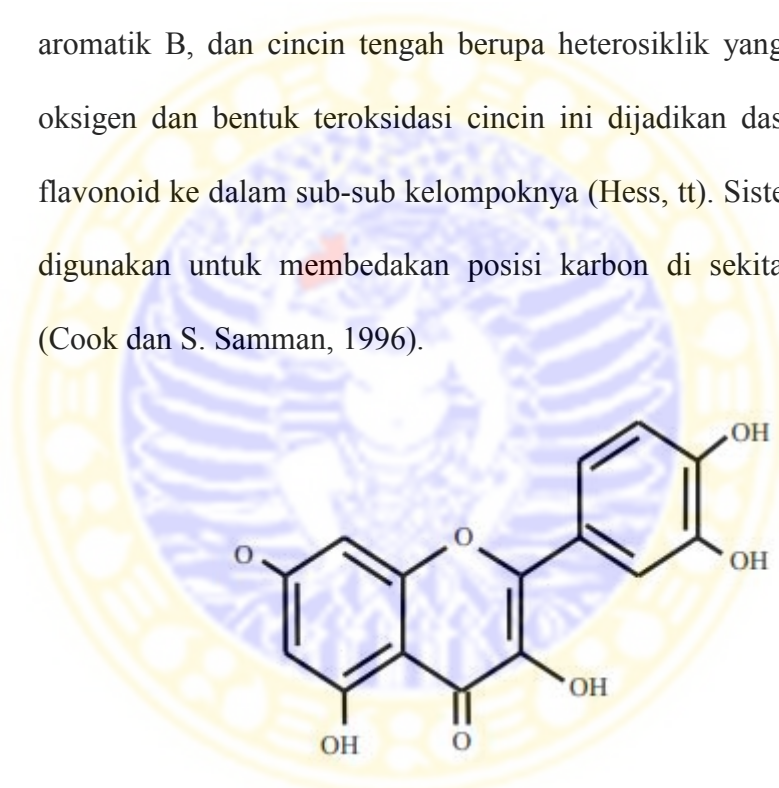 aromatik B, dan cincin tengah berupa heterosiklik yang
oksigen dan bentuk teroksidasi cincin ini dijadikan das
flavonoid ke dalam sub-sub kelompoknya (Hess, tt). Siste
digunakan untuk membedakan posisi karbon di sekita
(Cook dan S. Samman, 1996).
OH
O
O
OH
OH
OH
O